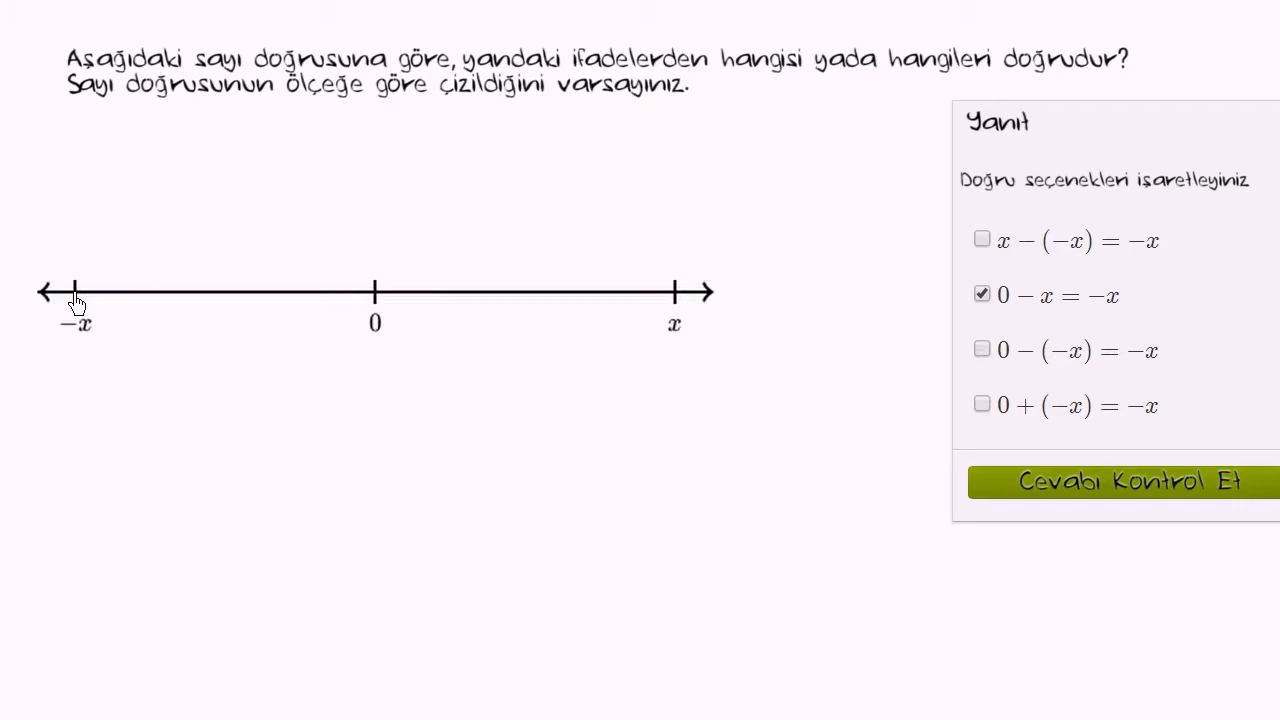 Aşağıdaki sayı doğrusuna göre, yandaki ifadelerden hangisi yada hangileri doğrudur?
Sayı doğrusunun ölçeğe göre çizildiğini varsayınız.
Yanıt
Doğru seçenekleri işaretleyiniz
x − (−x) = −x
0 − x = −x
0 − (−x) = −x
0 + (−x) = −x
Cevabı Kontrol Et
−x 0 x